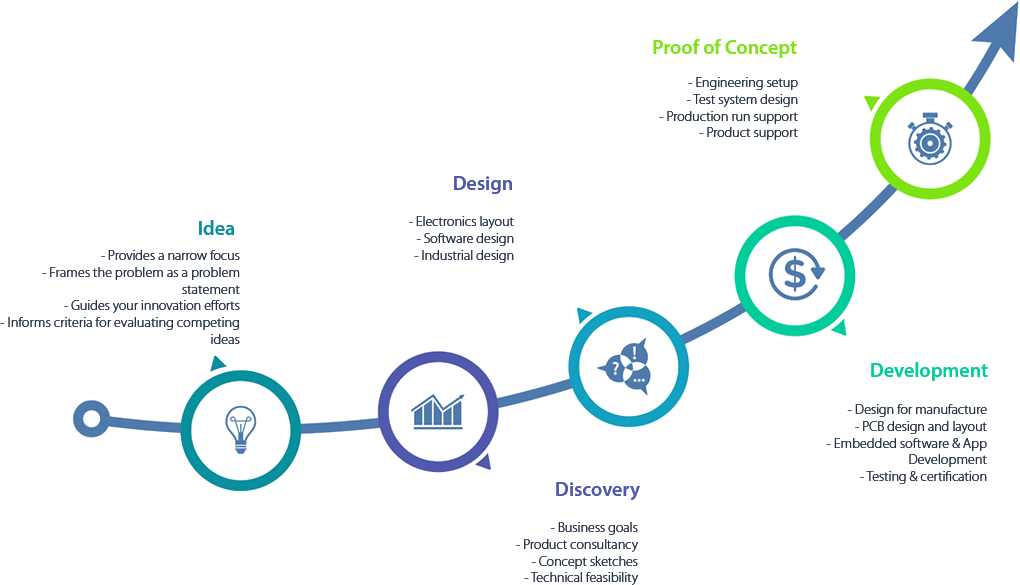 Proof of Concept
- Engineering setup
- Test system design
- Production run support
- Product support
Design
- Electronics layout
- Software design
- Industrial design
Idea
- Provides a narrow focus
- Frames the problem as a problem
statement
- Guides your innovation efforts
- Informs criteria for evaluating competing
ideas
Development
- Design for manufacture
- PCB design and layout
- Embedded software & App
Development
- Testing & certification
Discovery
- Business goals
- Product consultancy
- Concept sketches
- Technical feasibility
$
?
!
...